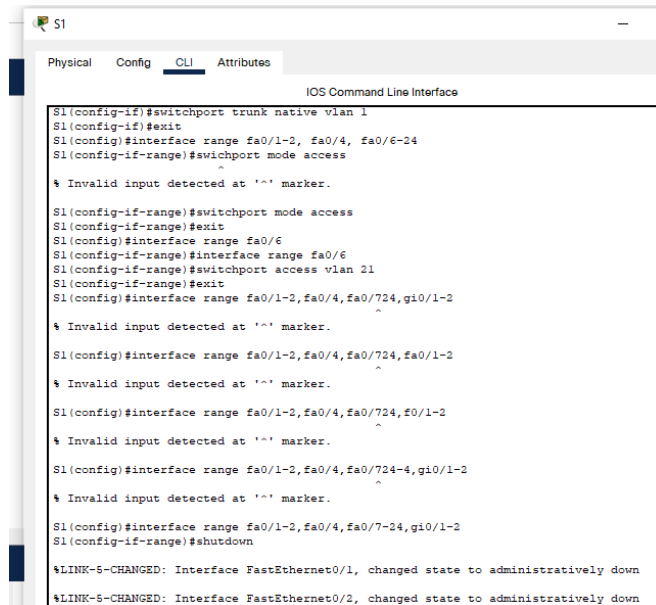 S1
Physical Config CLI Attributes
IOS Command Line Interface
S1(config-if)#switchport trunk native vlan 1
S1(config-if)#exit
S1(config)#interface range fa0/1-2, fa0/4, fa0/6-24
S1(config-if-range)#swichport mode access
^
% Invalid input detected at '^' marker.
S1(config-if-range)#switchport mode access
S1(config-if-range)#exit
S1(config)#interface range fa0/6
S1(config-if-range)#interface range fa0/6
S1(config-if-range)#switchport access vlan 21
S1(config-if-range)#exit
S1(config)#interface range fa0/1-2,fa0/4,fa0/724,gi0/1-2
^
% Invalid input detected at '^' marker.
S1(config)#interface range fa0/1-2,fa0/4,fa0/724,fa0/1-2
^
% Invalid input detected at '^' marker.
S1(config)#interface range fa0/1-2,fa0/4,fa0/724,f0/1-2
^
% Invalid input detected at '^' marker.
S1(config)#interface range fa0/1-2,fa0/4,fa0/724-4,gi0/1-2
^
% Invalid input detected at '^' marker.
S1(config)#interface range fa0/1-2,fa0/4,fa0/7-24,gi0/1-2
S1(config-if-range)#shutdown
%LINK-5-CHANGED: Interface FastEthernet0/1, changed state to administratively down
%LINK-5-CHANGED: Interface FastEthernet0/2, changed state to administratively down